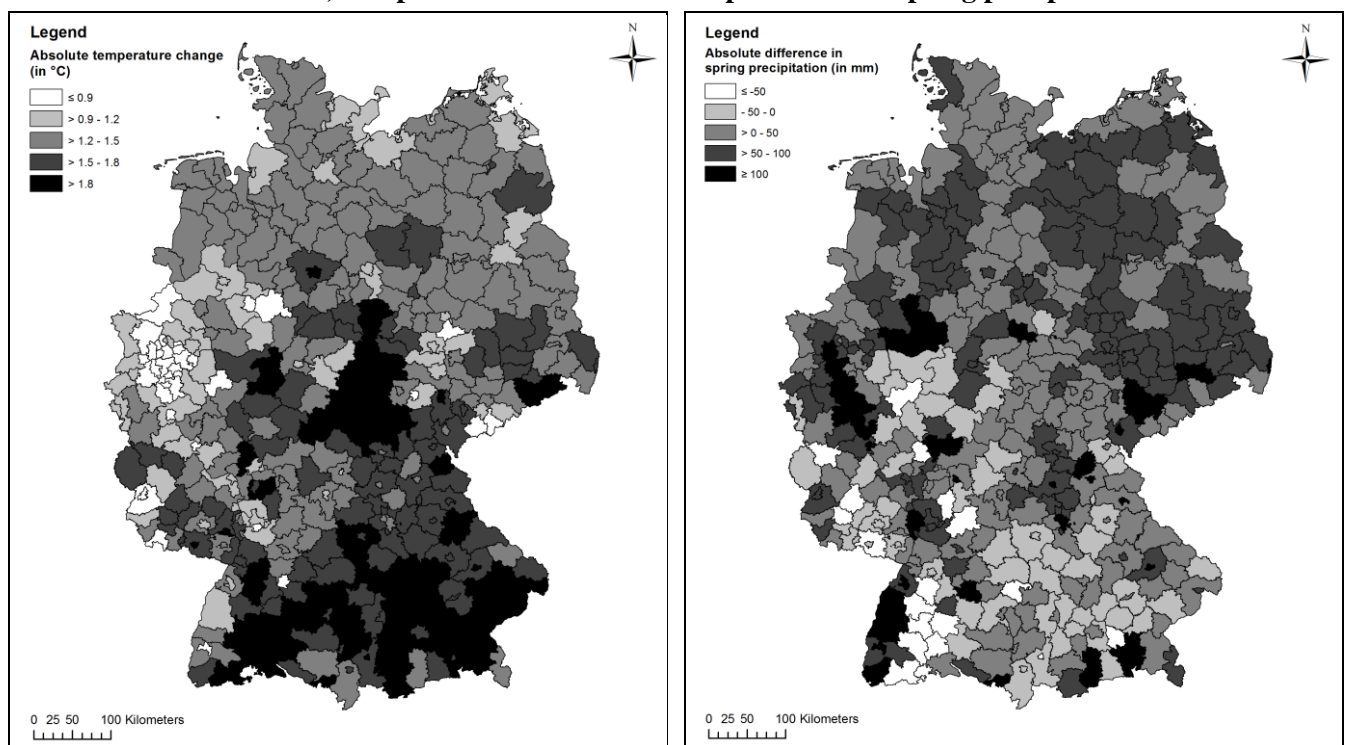 Legend
Absolute temperature change
(in °C)
≤ 0.9
> 0.9 - 1.2
> 1.2 - 1.5
> 1.5 - 1.8
> 1.8
N
0 25 50 100 Kilometers
Legend
Absolute difference in
spring precipitation (in mm)
≤ -50
- 50 - 0
> 0 - 50
> 50 - 100
≥ 100
N
0 25 50 100 Kilometers